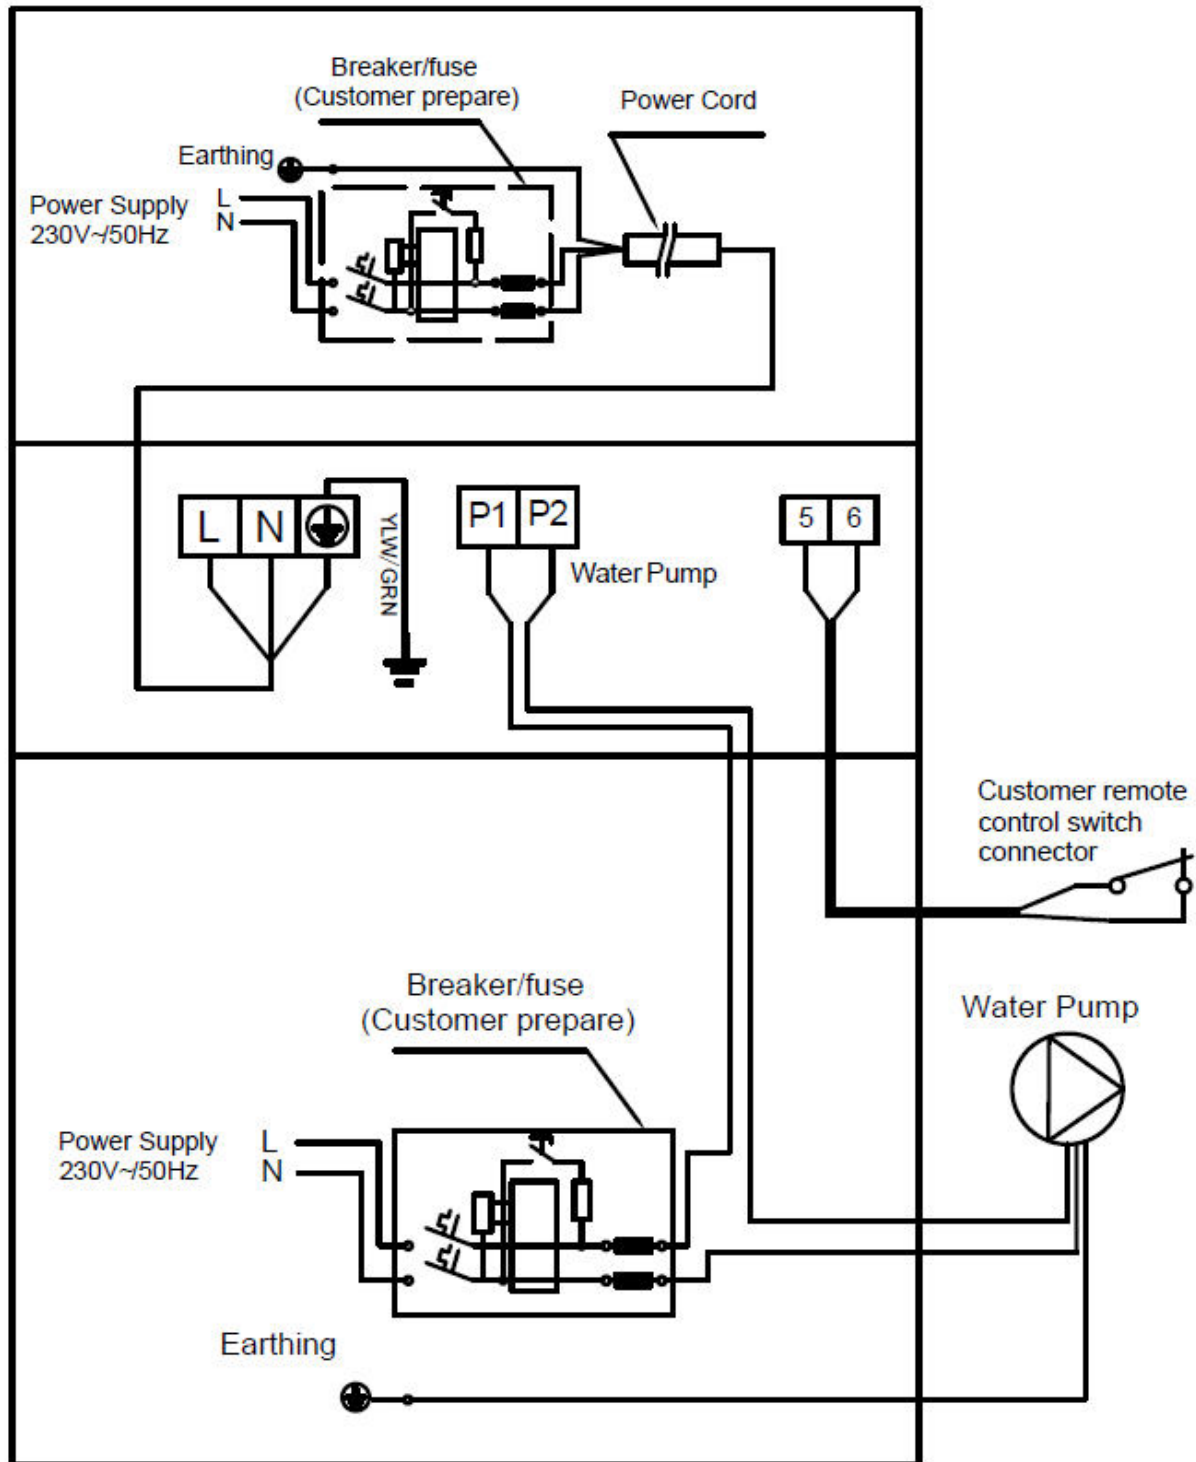 Breaker/fuse
(Customer prepare)
Power Cord
Earthing
Power Supply
230V~/50Hz
L
N
L N
YLW/GRN
P1 P2
Water Pump
5 6
Customer remote
control switch
connector
Breaker/fuse
(Customer prepare)
Water Pump
Power Supply
230V~/50Hz
L
N
Earthing